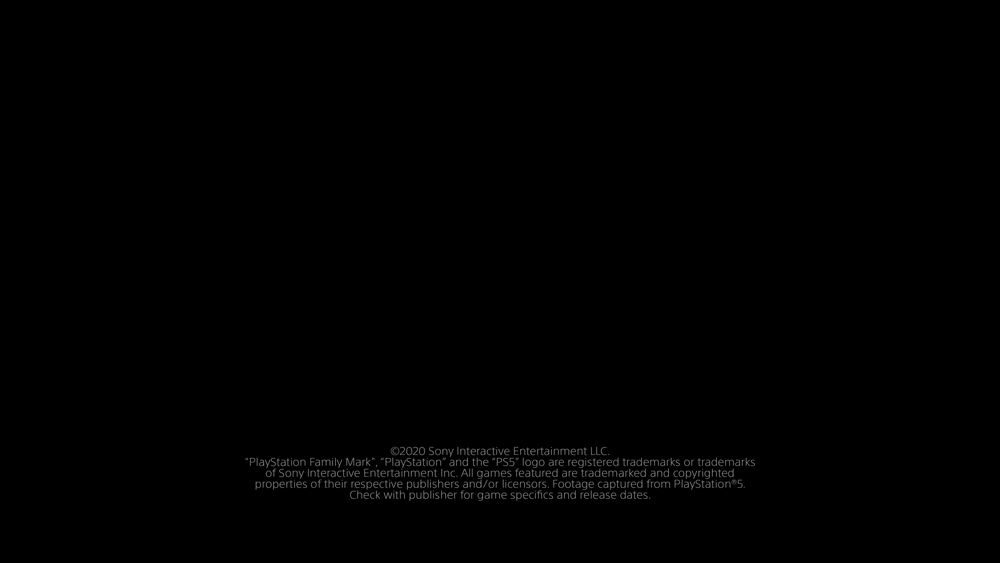 ©2020 Sony Interactive Entertainment LLC.
“PlayStation Family Mark”, “PlayStation” and the “PS5” logo are registered trademarks or trademarks
of Sony Interactive Entertainment Inc. All games featured are trademarked and copyrighted
properties of their respective publishers and/or licensors. Footage captured from PlayStation®5.
Check with publisher for game specifics and release dates.